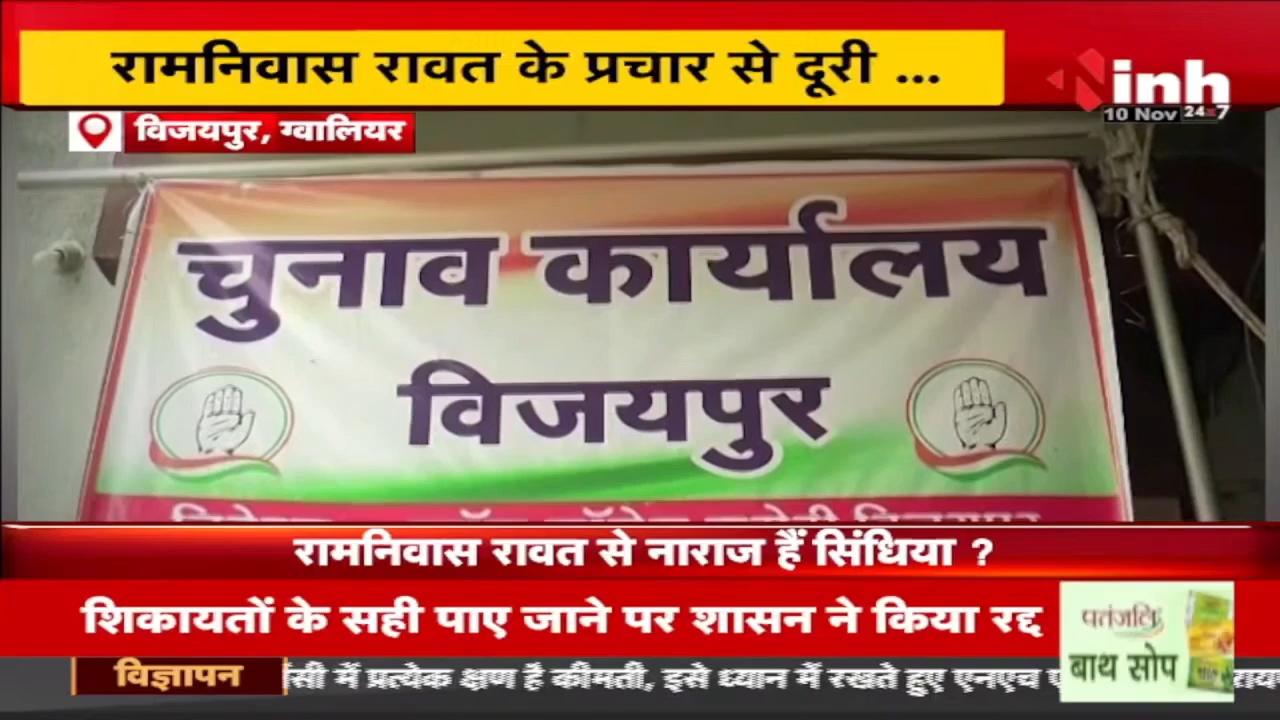 रामनिवास रावत के प्रचार से दूरी ...
inh
10 Nov 24x7
विजयपुर, ग्वालियर
चुनाव कार्यालय
विजयपुर
रामनिवास रावत से नाराज हैं सिंधिया ?
शिकायतों के सही पाए जाने पर शासन ने किया रद्द
पतंजलि
बाथ सोप
विज्ञापन
में प्रत्येक क्षण है कीमती, इसे ध्यान में रखते हुए एनएच